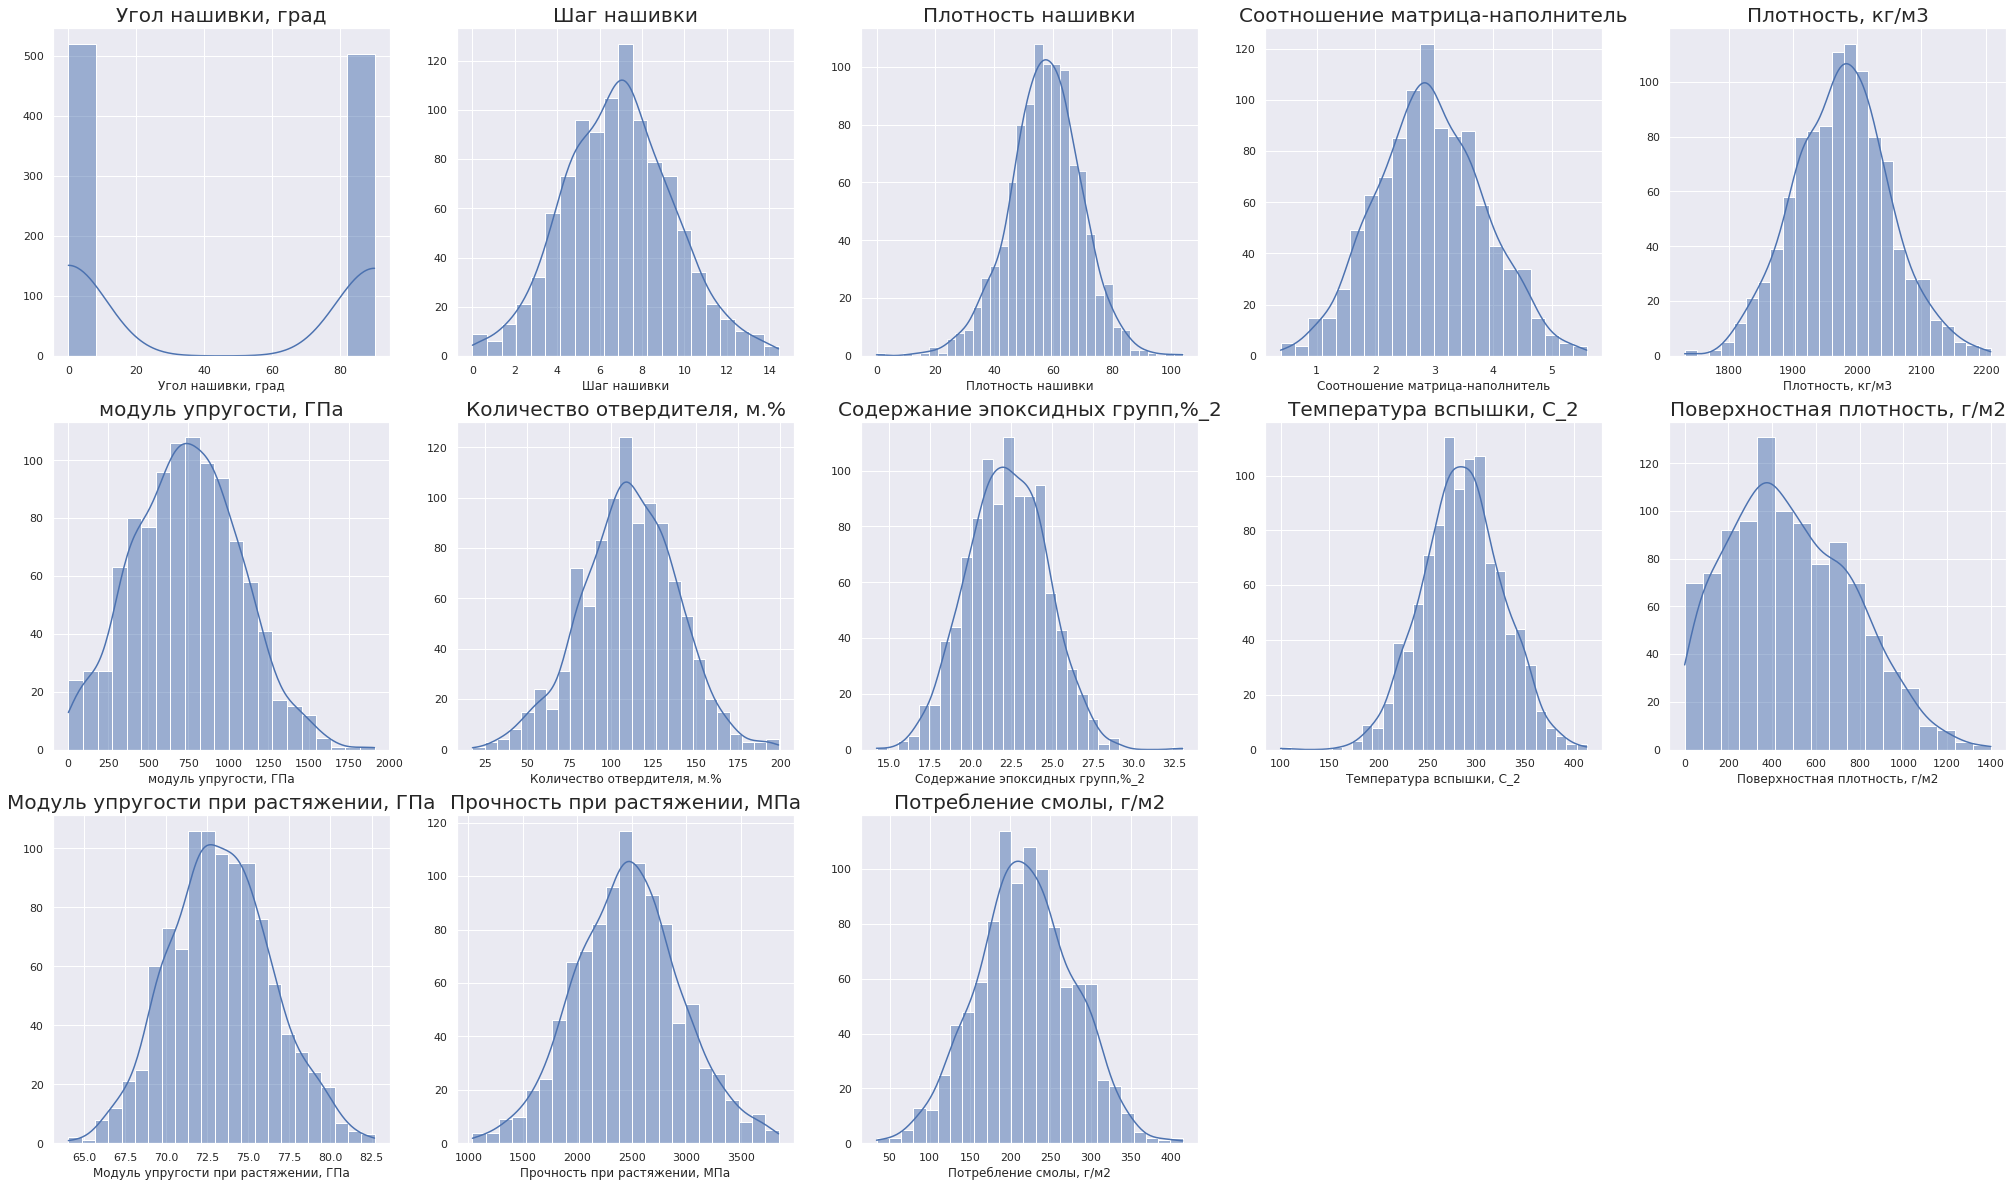 Угол нашивки, град
Шаг нашивки
Плотность нашивки
Соотношение матрица-наполнитель
Плотность, кг/м3
500
400
300
200
100
0
0 20 40 60 80
Угол нашивки, град
120
100
80
60
40
20
0
0 2 4 6 8 10 12 14
Шаг нашивки
100
80
60
40
20
0
0 20 40 60 80 100
Плотность нашивки
120
100
80
60
40
20
0
1 2 3 4 5
Соотношение матрица-наполнитель
100
80
60
40
20
0
1800 1900 2000 2100 2200
Плотность, кг/м3
модуль упругости, ГПа
Количество отвердителя, м.%
Содержание эпоксидных групп,%_2
Температура вспышки, С_2
Поверхностная плотность, г/м2
100
80
60
40
20
0
0 250 500 750 1000 1250 1500 1750 2000
модуль упругости, ГПа
120
100
80
60
40
20
0
25 50 75 100 125 150 175 200
Количество отвердителя, м.%
100
80
60
40
20
0
15.0 17.5 20.0 22.5 25.0 27.5 30.0 32.5
Содержание эпоксидных групп,%_2
100
80
60
40
20
0
100 150 200 250 300 350 400
Температура вспышки, С_2
120
100
80
60
40
20
0
0 200 400 600 800 1000 1200 1400
Поверхностная плотность, г/м2
Модуль упругости при растяжении, ГПа
Прочность при растяжении, МПа
Потребление смолы, г/м2
100
80
60
40
20
0
65.0 67.5 70.0 72.5 75.0 77.5 80.0 82.5
Модуль упругости при растяжении, ГПа
120
100
80
60
40
20
0
1000 1500 2000 2500 3000 3500
Прочность при растяжении, МПа
100
80
60
40
20
0
50 100 150 200 250 300 350 400
Потребление смолы, г/м2